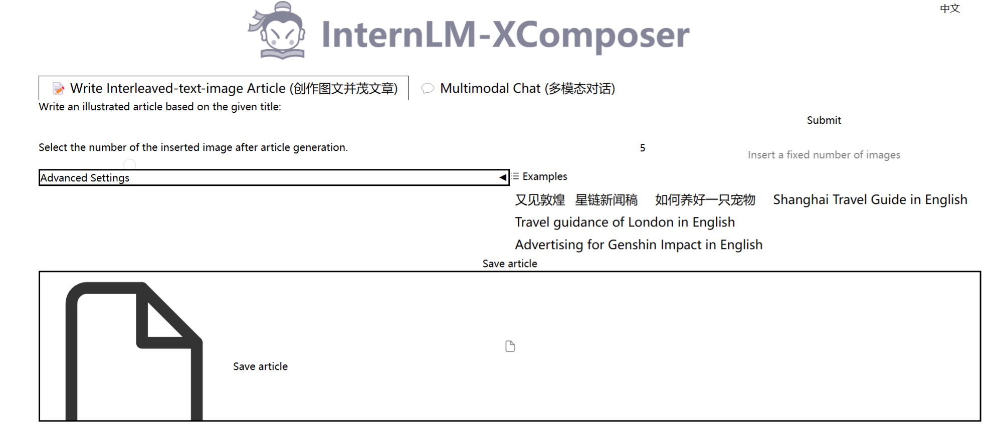 中文
InternLM-XComposer
Write Interleaved-text-image Article (创作图文并茂文章) Multimodal Chat (多模态对话)
Write an illustrated article based on the given title:
Submit
Select the number of the inserted image after article generation. 5
Insert a fixed number of images
Advanced Settings
Examples
又见敦煌 星链新闻稿 如何养好一只宠物 Shanghai Travel Guide in English
Travel guidance of London in English
Advertising for Genshin Impact in English
Save article
Save article